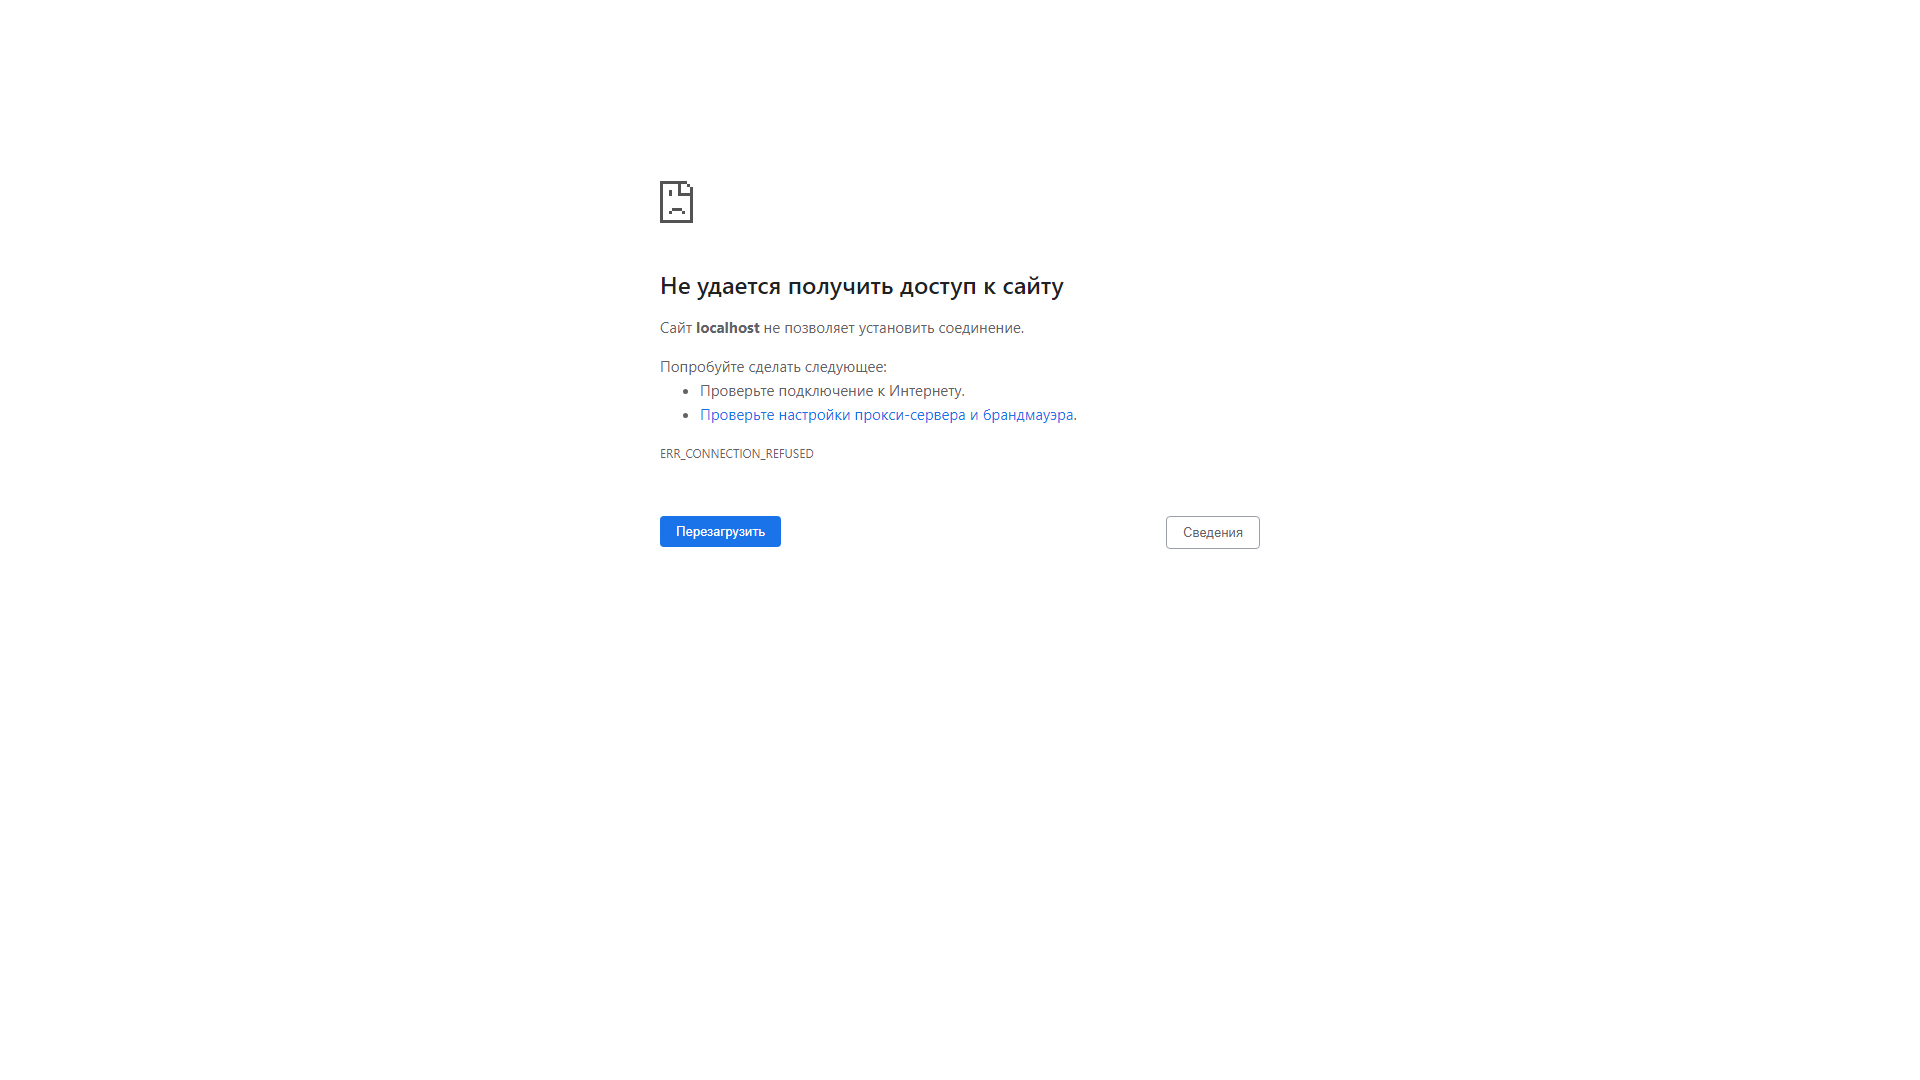 Не удается получить доступ к сайту
Сайт localhost не позволяет установить соединение.
Попробуйте сделать следующее:
Проверьте подключение к Интернету.
Проверьте настройки прокси-сервера и брандмауэра.
ERR_CONNECTION_REFUSED
Перезагрузить
Сведения